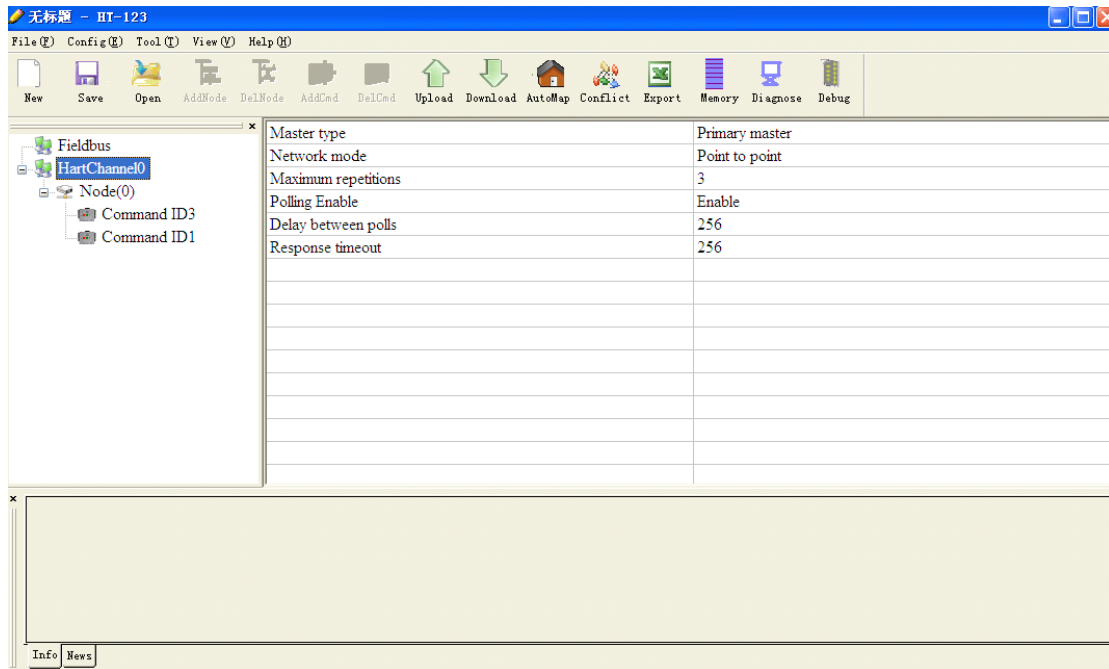 无标题 - HT-123
File(F) Config(E) Tool(T) View(V) Help(H)
New Save Open AddNode DelNode AddCmd DelCmd Upload Download AutoMap Conflict Export Memory Diagnose Debug
Fieldbus
HartChannel0
Node(0)
Command ID3
Command ID1
Master type Primary master
Network mode Point to point
Maximum repetitions 3
Polling Enable Enable
Delay between polls 256
Response timeout 256
Info News